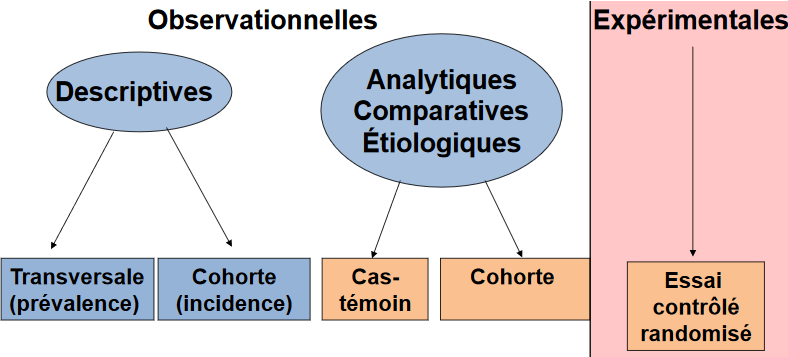 Observationnelles
Expérimentales
Descriptives
Analytiques
Comparatives
Étiologiques
Transversale
(prévalence)
Cohorte
(incidence)
Cas-
témoin
Cohorte
Essai
contrôlé
randomisé